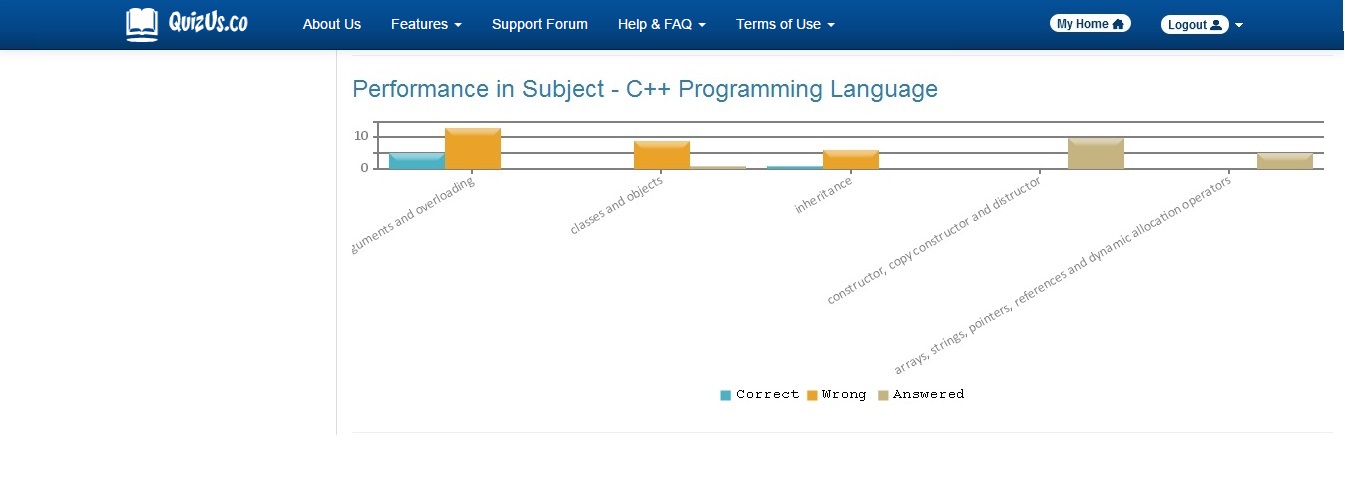 QuizUs.co
About Us Features Support Forum Help & FAQ Terms of Use My Home Logout
Performance in Subject - C++ Programming Language
10
0
guments and overloading
classes and objects
inheritance
constructor, copy constructor and distructor
arrays, strings, pointers, references and dynamic allocation operators
Correct Wrong Answered